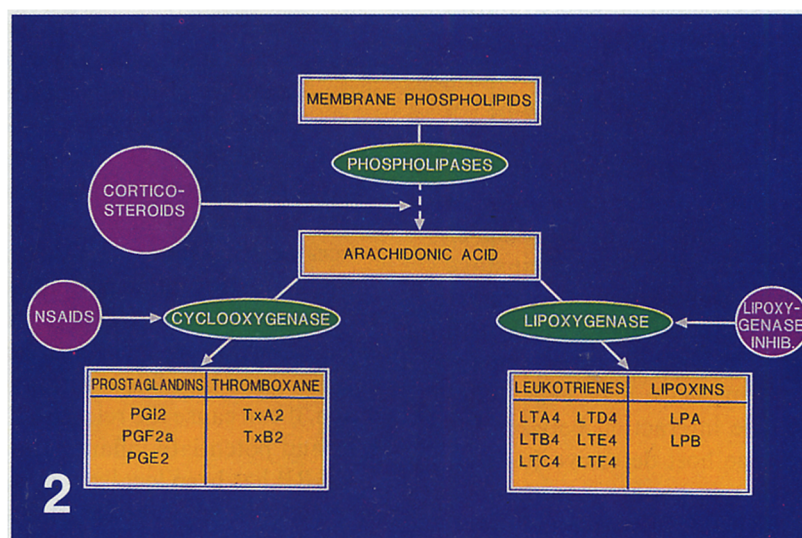 MEMBRANE PHOSPHOLIPIDS
PHOSPHOLIPASES
CORTICO-
STEROIDS
ARACHIDONIC ACID
NSAIDS
CYCLOOXYGENASE
LIPOXYGENASE
LIPOXY-
GENASE
INHIB.
PROSTAGLANDINS THROMBOXANE
PGI2 TxA2
PGF2a TxB2
PGE2
LEUKOTRIENES LIPOXINS
LTA4 LTD4 LPA
LTB4 LTE4 LPB
LTC4 LTF4
2